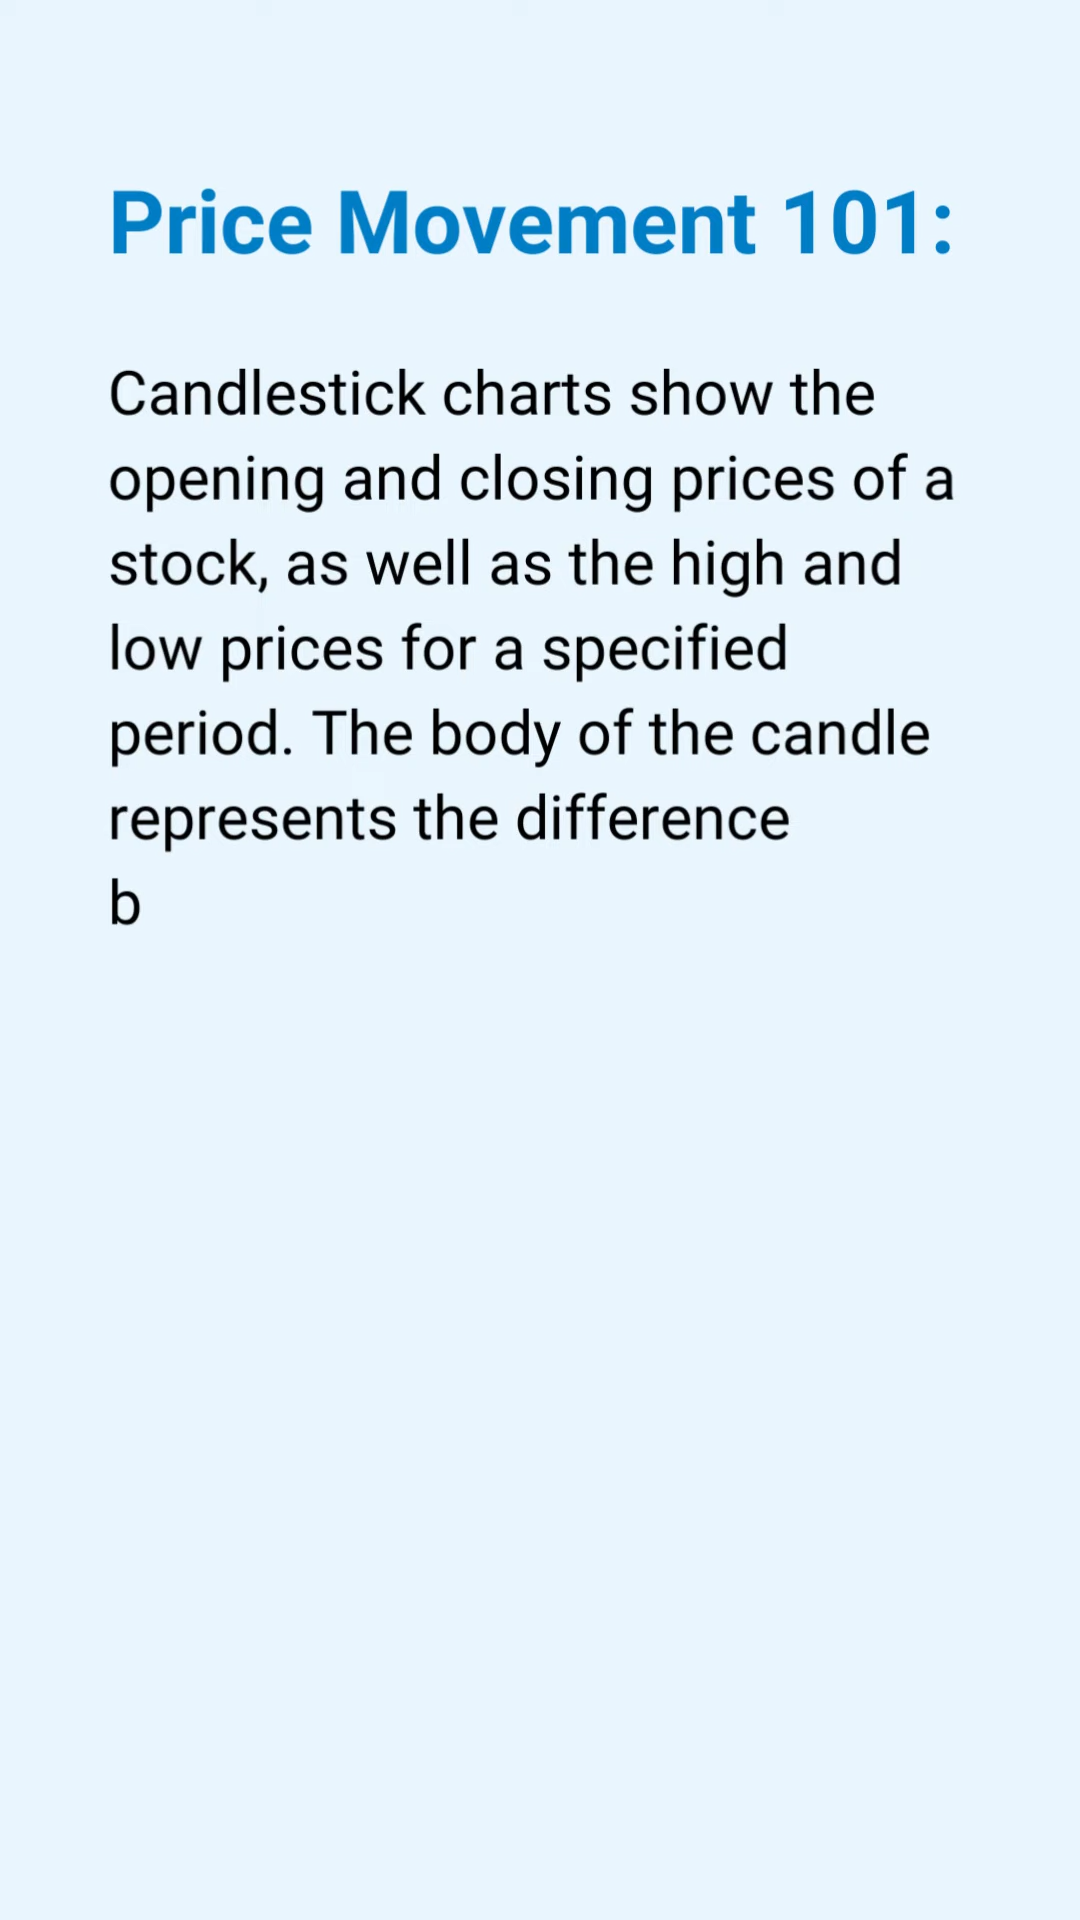 Price Movement 101:
Candlestick charts show the
opening and closing prices of a
stock, as well as the high and
low prices for a specified
period. The body of the candle
represents the difference
b